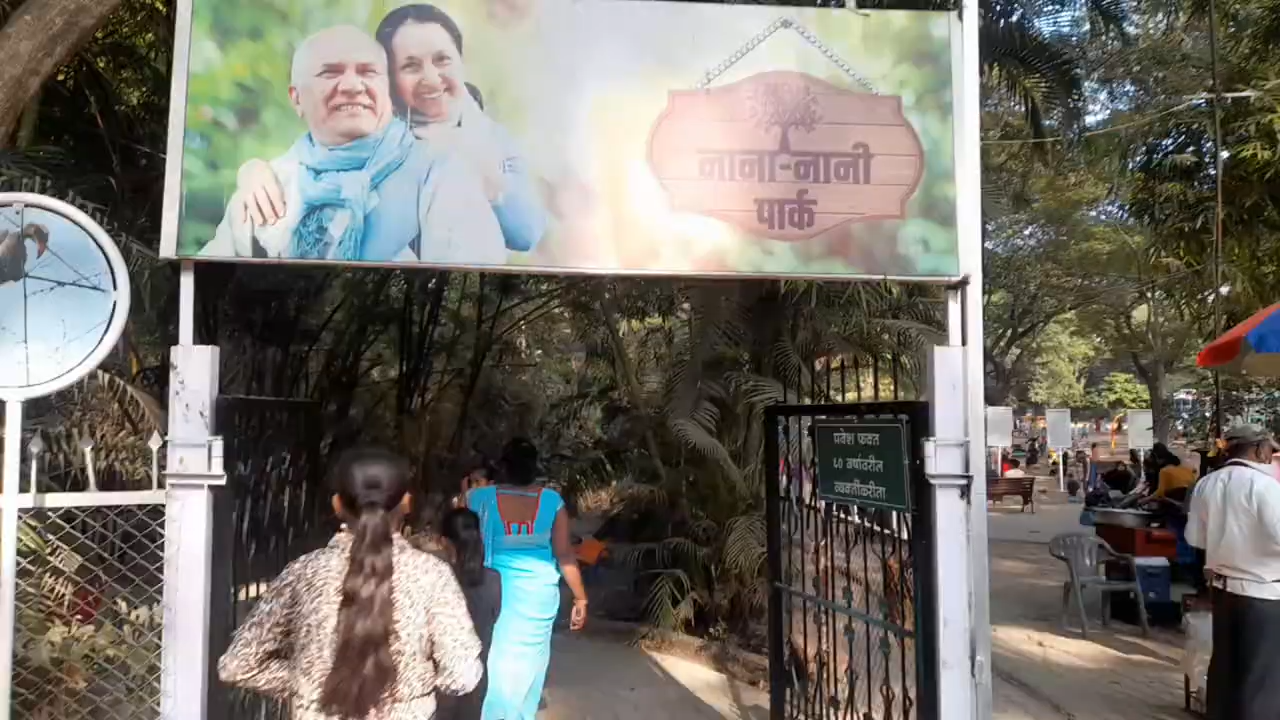 नाना-नानी
पार्क
प्रवेश फक्त
६० वर्षावरील
व्यक्तींकरीता